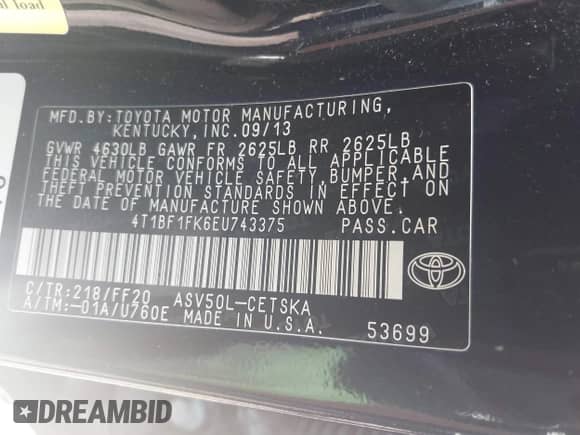 al load
MFD.BY:TOYOTA MOTOR MANUFACTURING,
KENTUCKY,INC.09/13
GVWR 4630LB GAWR FR 2625LB RR 2625LB
THIS VEHICLE CONFORMS TO ALL APPLICABLE
FEDERAL MOTOR VEHICLE SAFETY,BUMPER,AND
THEFT PREVENTION STANDARDS IN EFFECT ON
THE DATE OF MANUFACTURE SHOWN ABOVE.
4T1BF1FK6EU743375 PASS.CAR
C/TR:218/FF20 ASV50L-CETSKA
A/TM:-01A/U760E MADE IN U.S.A. 53699
DREAMBID